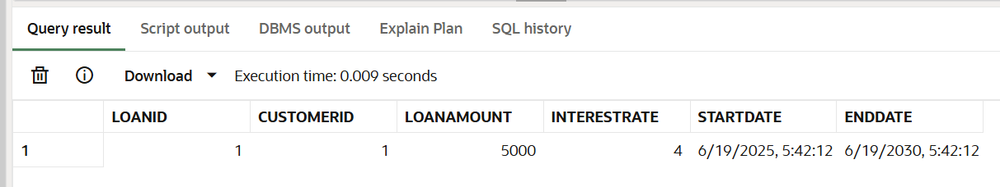 Query result Script output DBMS output Explain Plan SQL history
Download Execution time: 0.009 seconds
LOANID CUSTOMERID LOANAMOUNT INTERESTRATE STARTDATE ENDDATE
1 1 1 5000 4 6/19/2025, 5:42:12 6/19/2030, 5:42:12